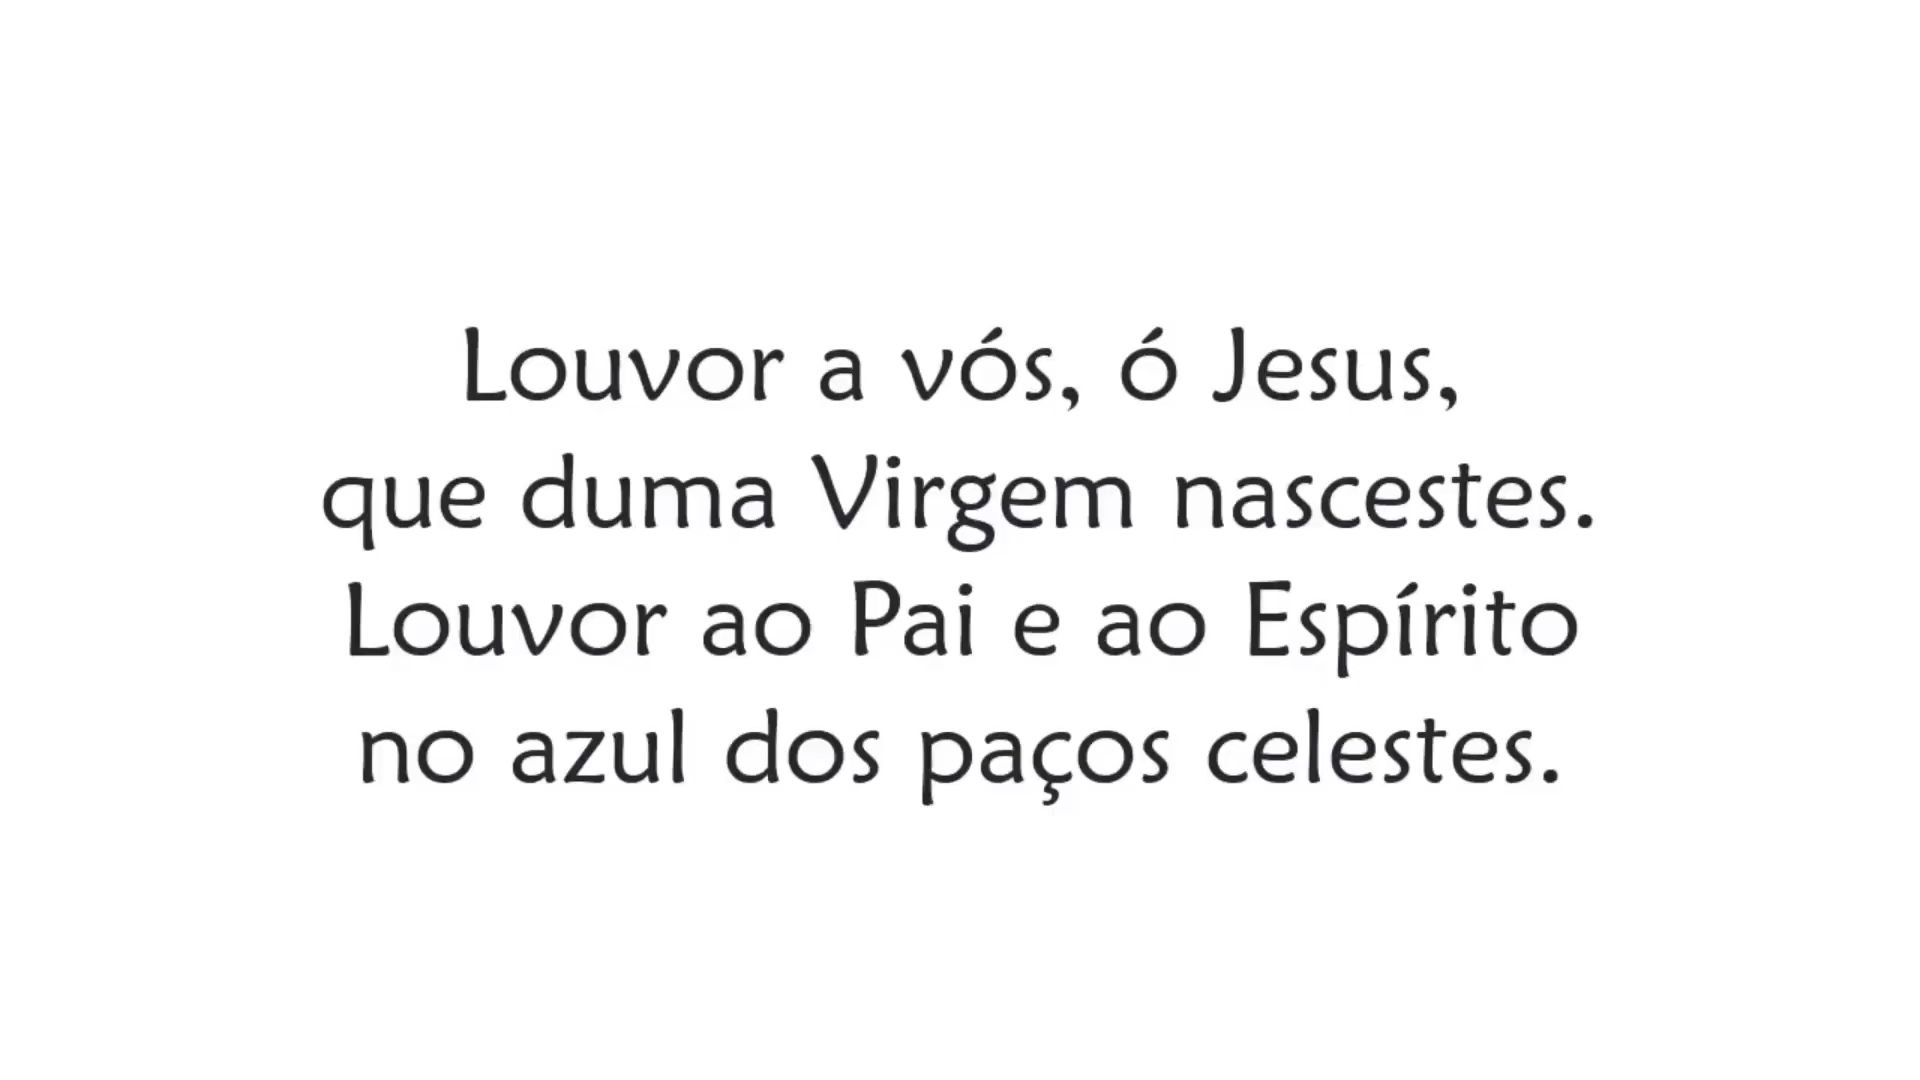 Louvor a vós, ó Jesus,
que duma Virgem nascestes.
Louvor ao Pai e ao Espírito
no azul dos paços celestes.